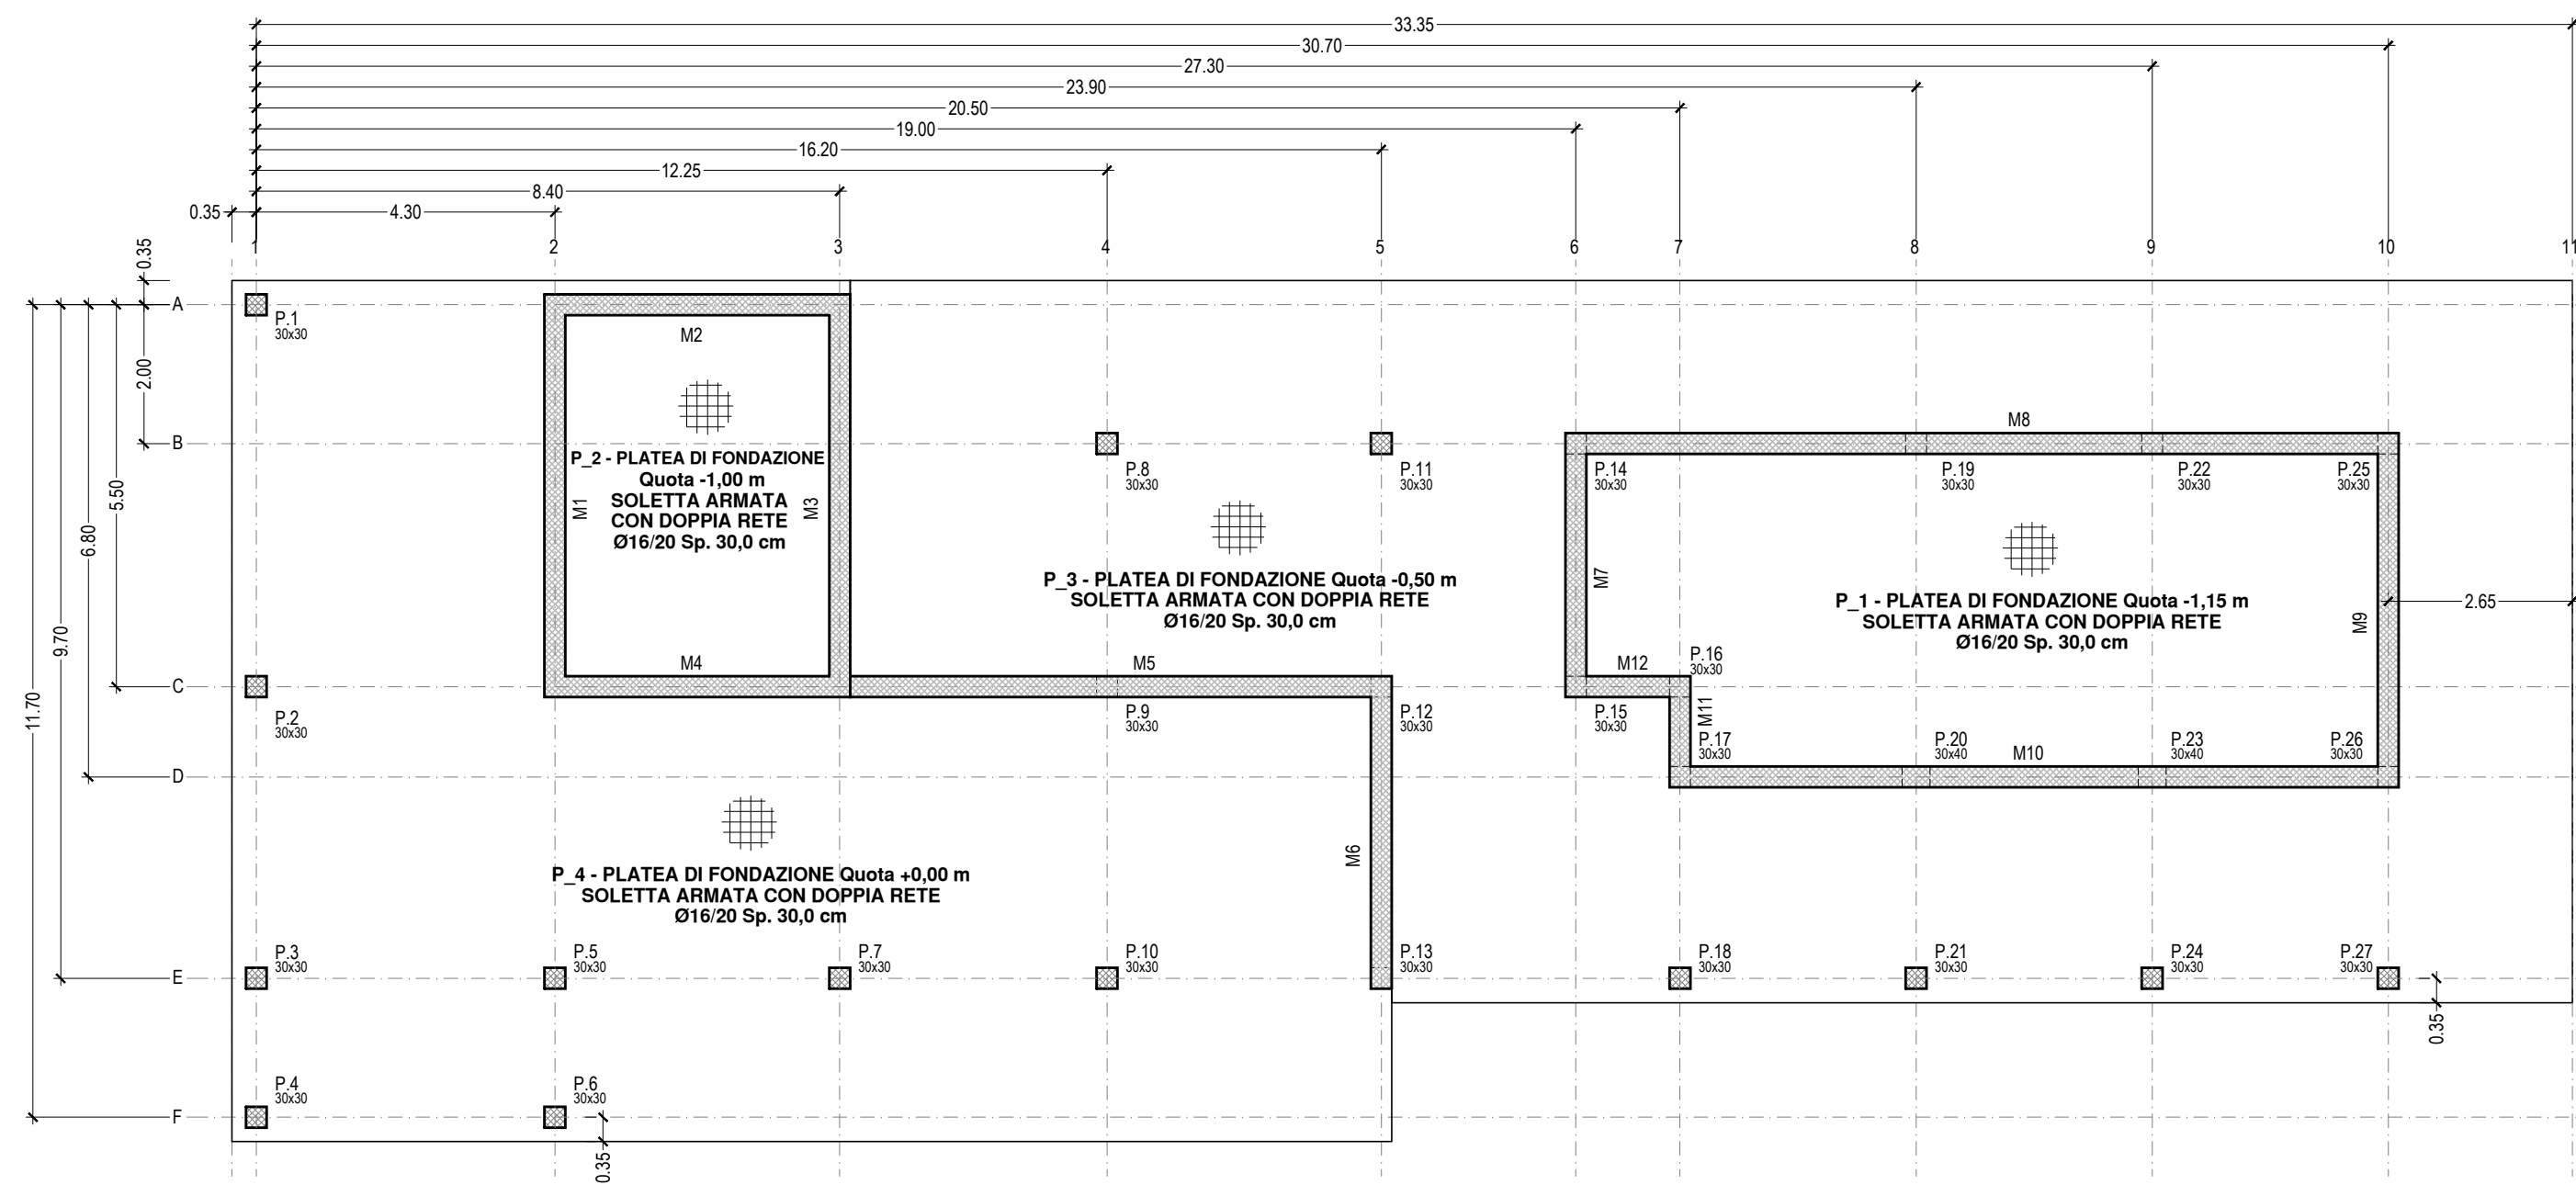 33.35
30.70
27.30
23.90
20.50
19.00
16.20
12.25
8.40
0.35
4.30
1
2
3
4
5
6
7
8
9
10
11
0.35
2.00
5.50
6.80
9.70
11.70
A
B
C
D
E
F
P.1
30x30
M2
P_2 - PLATEA DI FONDAZIONE
Quota -1,00 m
SOLETTA ARMATA
CON DOPPIA RETE
Ø16/20 Sp. 30,0 cm
M1
M3
M4
P.8
30x30
P.11
30x30
P_3 - PLATEA DI FONDAZIONE Quota -0,50 m
SOLETTA ARMATA CON DOPPIA RETE
Ø16/20 Sp. 30,0 cm
M5
M8
P.14
30x30
P.19
30x30
P.22
30x30
P.25
30x30
M7
P_1 - PLATEA DI FONDAZIONE Quota -1,15 m
SOLETTA ARMATA CON DOPPIA RETE
Ø16/20 Sp. 30,0 cm
M9
2.65
M12
P.16
30x30
M11
P.2
30x30
P.9
30x30
P.12
30x30
P.15
30x30
P.17
30x30
P.20
30x40
M10
P.23
30x40
P.26
30x30
M6
P_4 - PLATEA DI FONDAZIONE Quota +0,00 m
SOLETTA ARMATA CON DOPPIA RETE
Ø16/20 Sp. 30,0 cm
P.3
30x30
P.5
30x30
P.7
30x30
P.10
30x30
P.13
30x30
P.18
30x30
P.21
30x30
P.24
30x30
P.27
30x30
0.35
P.4
30x30
P.6
30x30
0.35